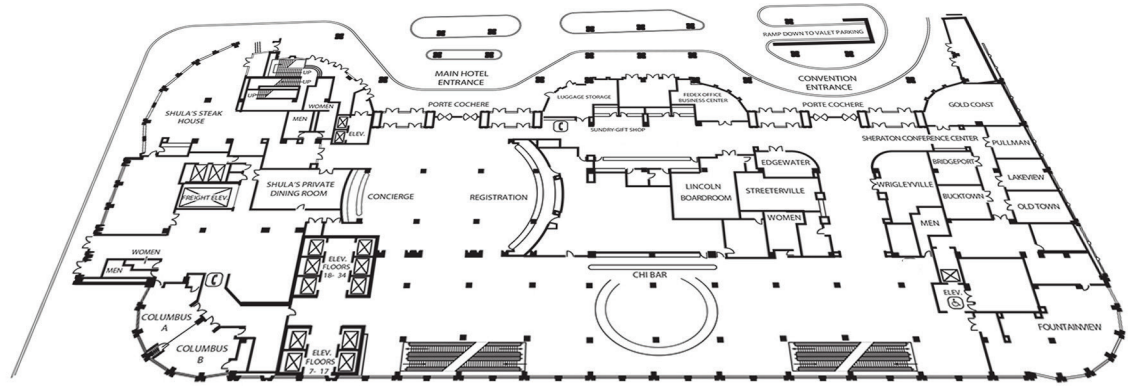 RAMP DOWN TO VALET PARKING
MAIN HOTEL
ENTRANCE
CONVENTION
ENTRANCE
UP
UP
UP
WOMEN
MEN
ELEV.
SHULA'S STEAK
HOUSE
PORTE COCHERE
LUGGAGE STORAGE
FEDEX OFFICE
BUSINESS CENTER
SUNDRY-GIFT SHOP
PORTE COCHERE
GOLD COAST
SHERATON CONFERENCE CENTER
PULLMAN
EDGEWATER
BRIDGEPORT
LAKEVIEW
LINCOLN
BOARDROOM
STREETERVILLE
WRIGLEYVILLE
BUCKTOWN
OLD TOWN
FREIGHT ELEV.
SHULA'S PRIVATE
DINING ROOM
CONCIERGE
REGISTRATION
WOMEN
MEN
WOMEN
MEN
ELEV.
FLOORS
18- 34
CHI BAR
ELEV.
COLUMBUS
A
COLUMBUS
B
ELEV.
FLOORS
7- 17
FOUNTAINVIEW